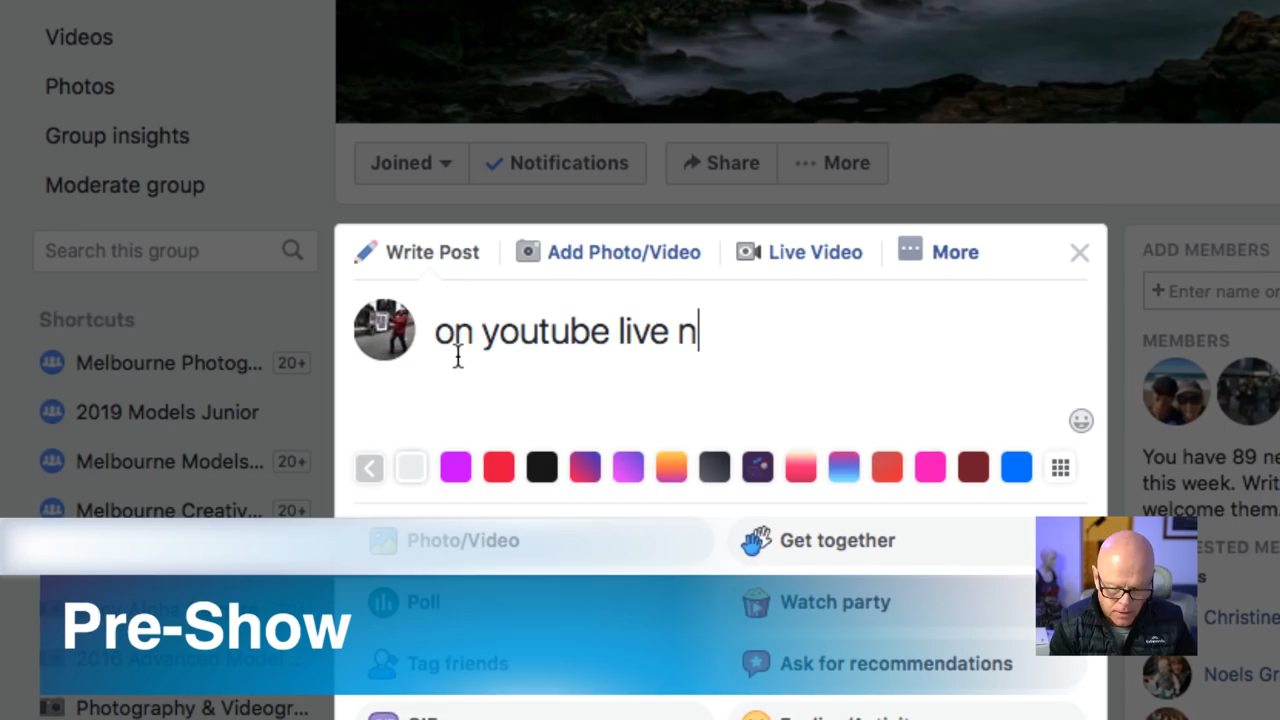 Videos
Photos
Group insights
Moderate group
Search this group
Shortcuts
Melbourne Photog... 20+
2019 Models Junior
Melbourne Models... 20+
Melbourne Creativ... 20+
Photography & Videogr...
Joined
Notifications
Share
More
Write Post
Add Photo/Video
Live Video
More
on youtube live n
Photo/Video
Get together
Poll
Watch party
Tag friends
Ask for recommendations
Pre-Show
ADD MEMBERS
+ Enter name or
MEMBERS
You have 89 ne
this week. Writ
welcome them.
ESTED ME
Christine
Noels Gr